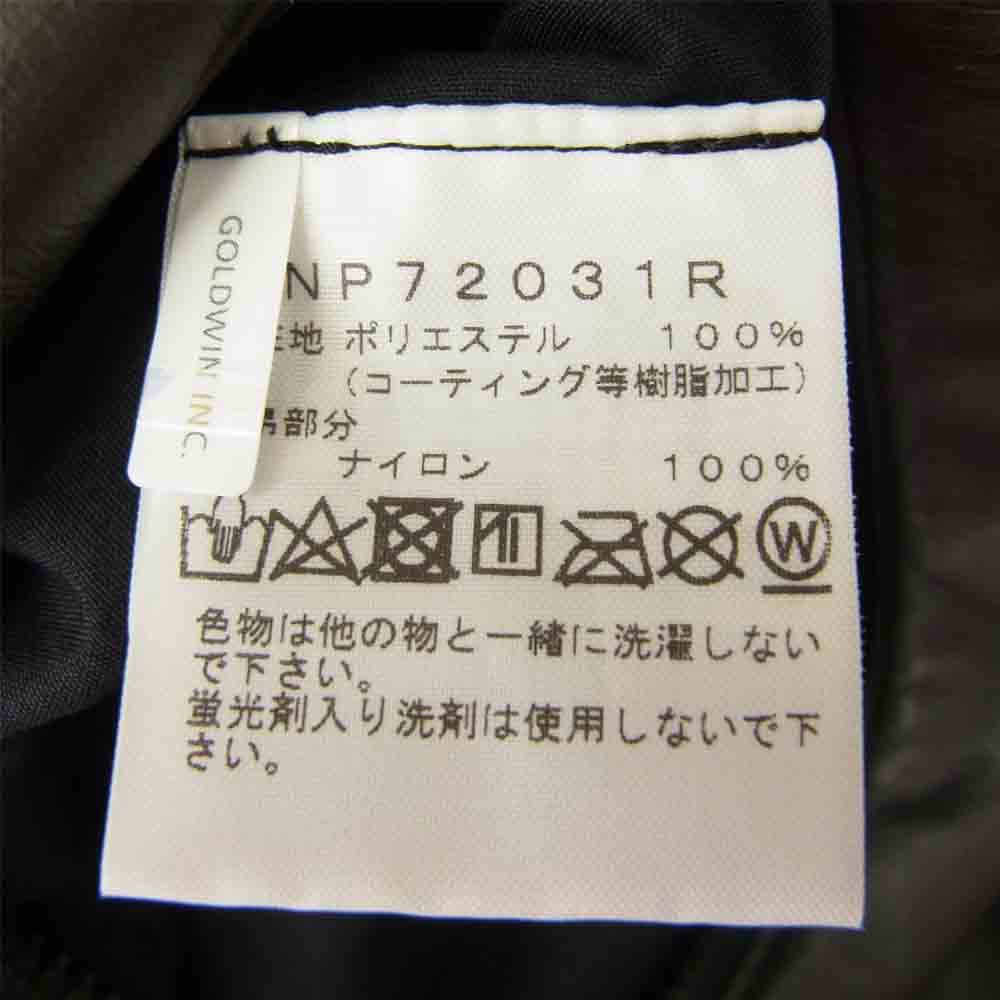 GOLDWIN INC.
NP72031R
地 ポリエステル 100%
(コーティング等樹脂加工)
部分
ナイロン 100%
W
色物は他の物と一緒に洗濯しない
で下さい。
蛍光剤入り洗剤は使用しないで下
さい。